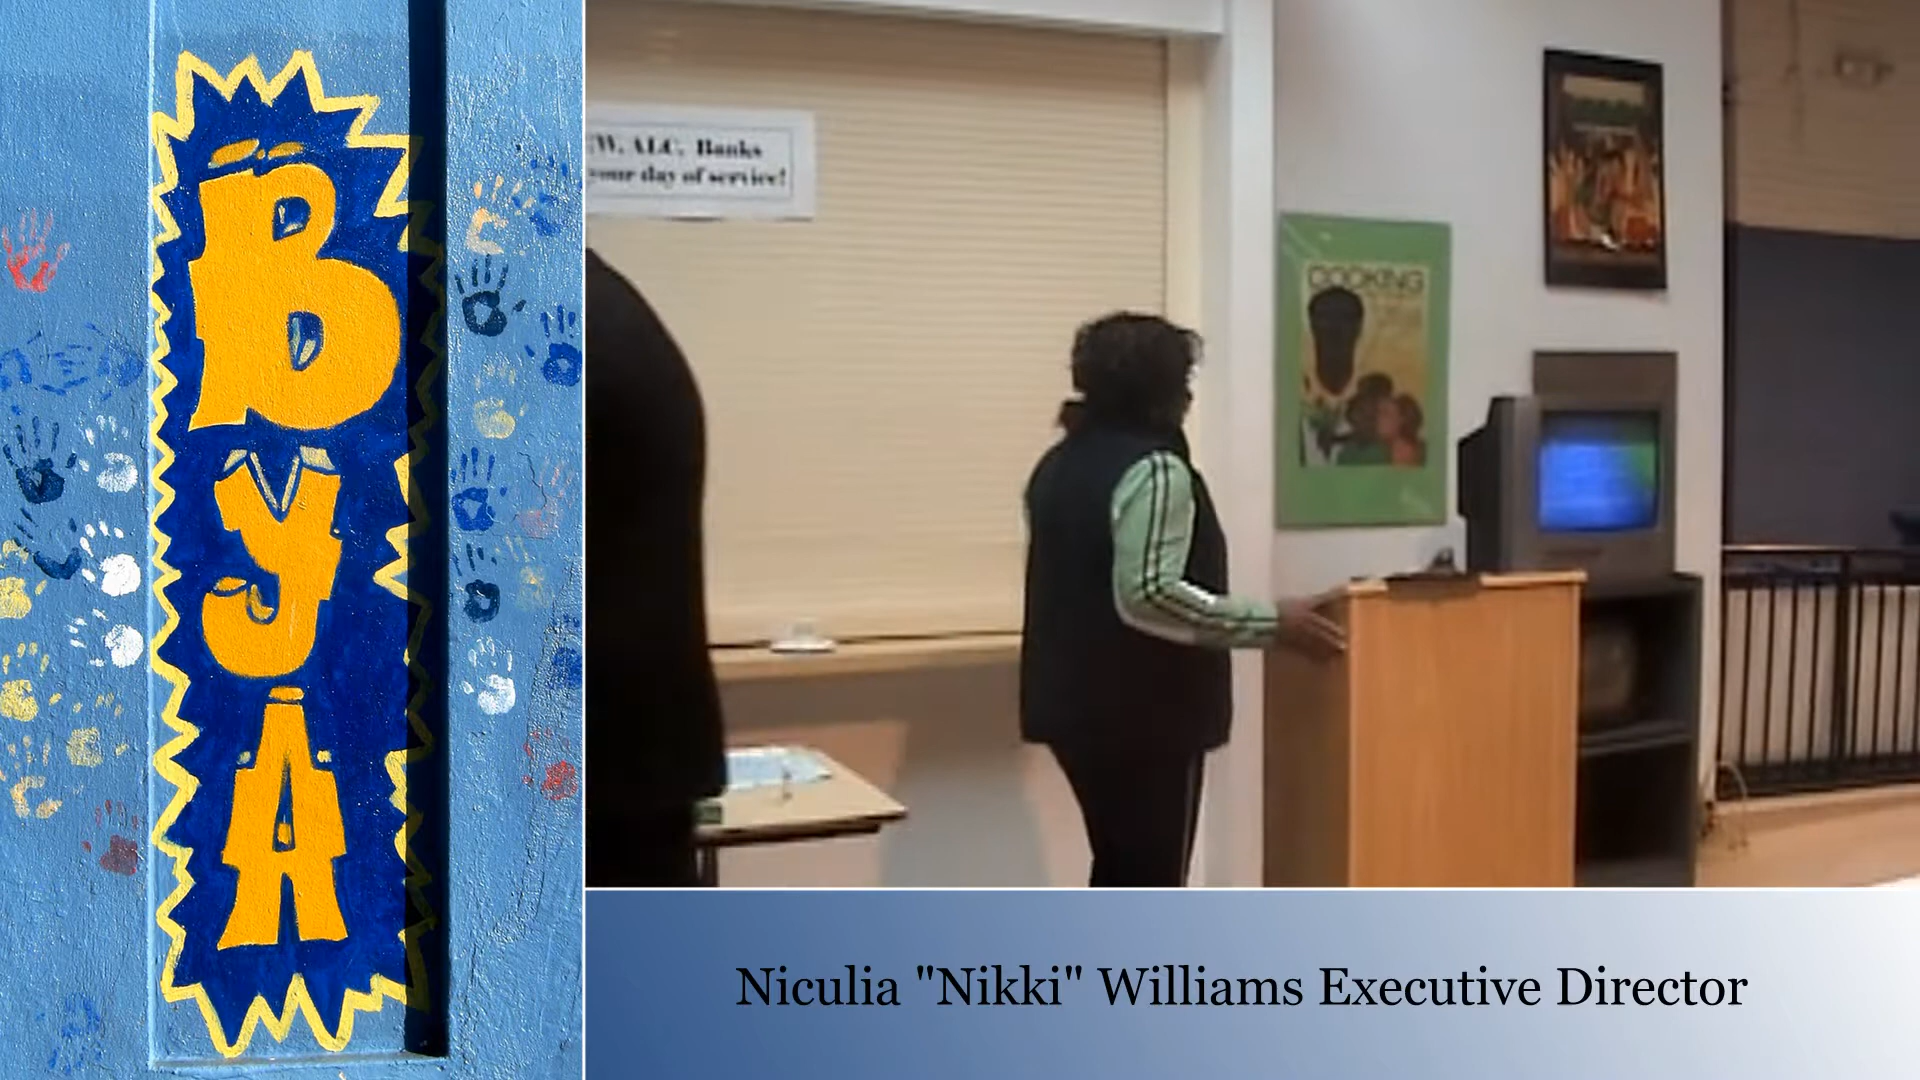 BYA
W. ALC. Banks
your day of service!
COOKING
Niculia "Nikki" Williams Executive Director